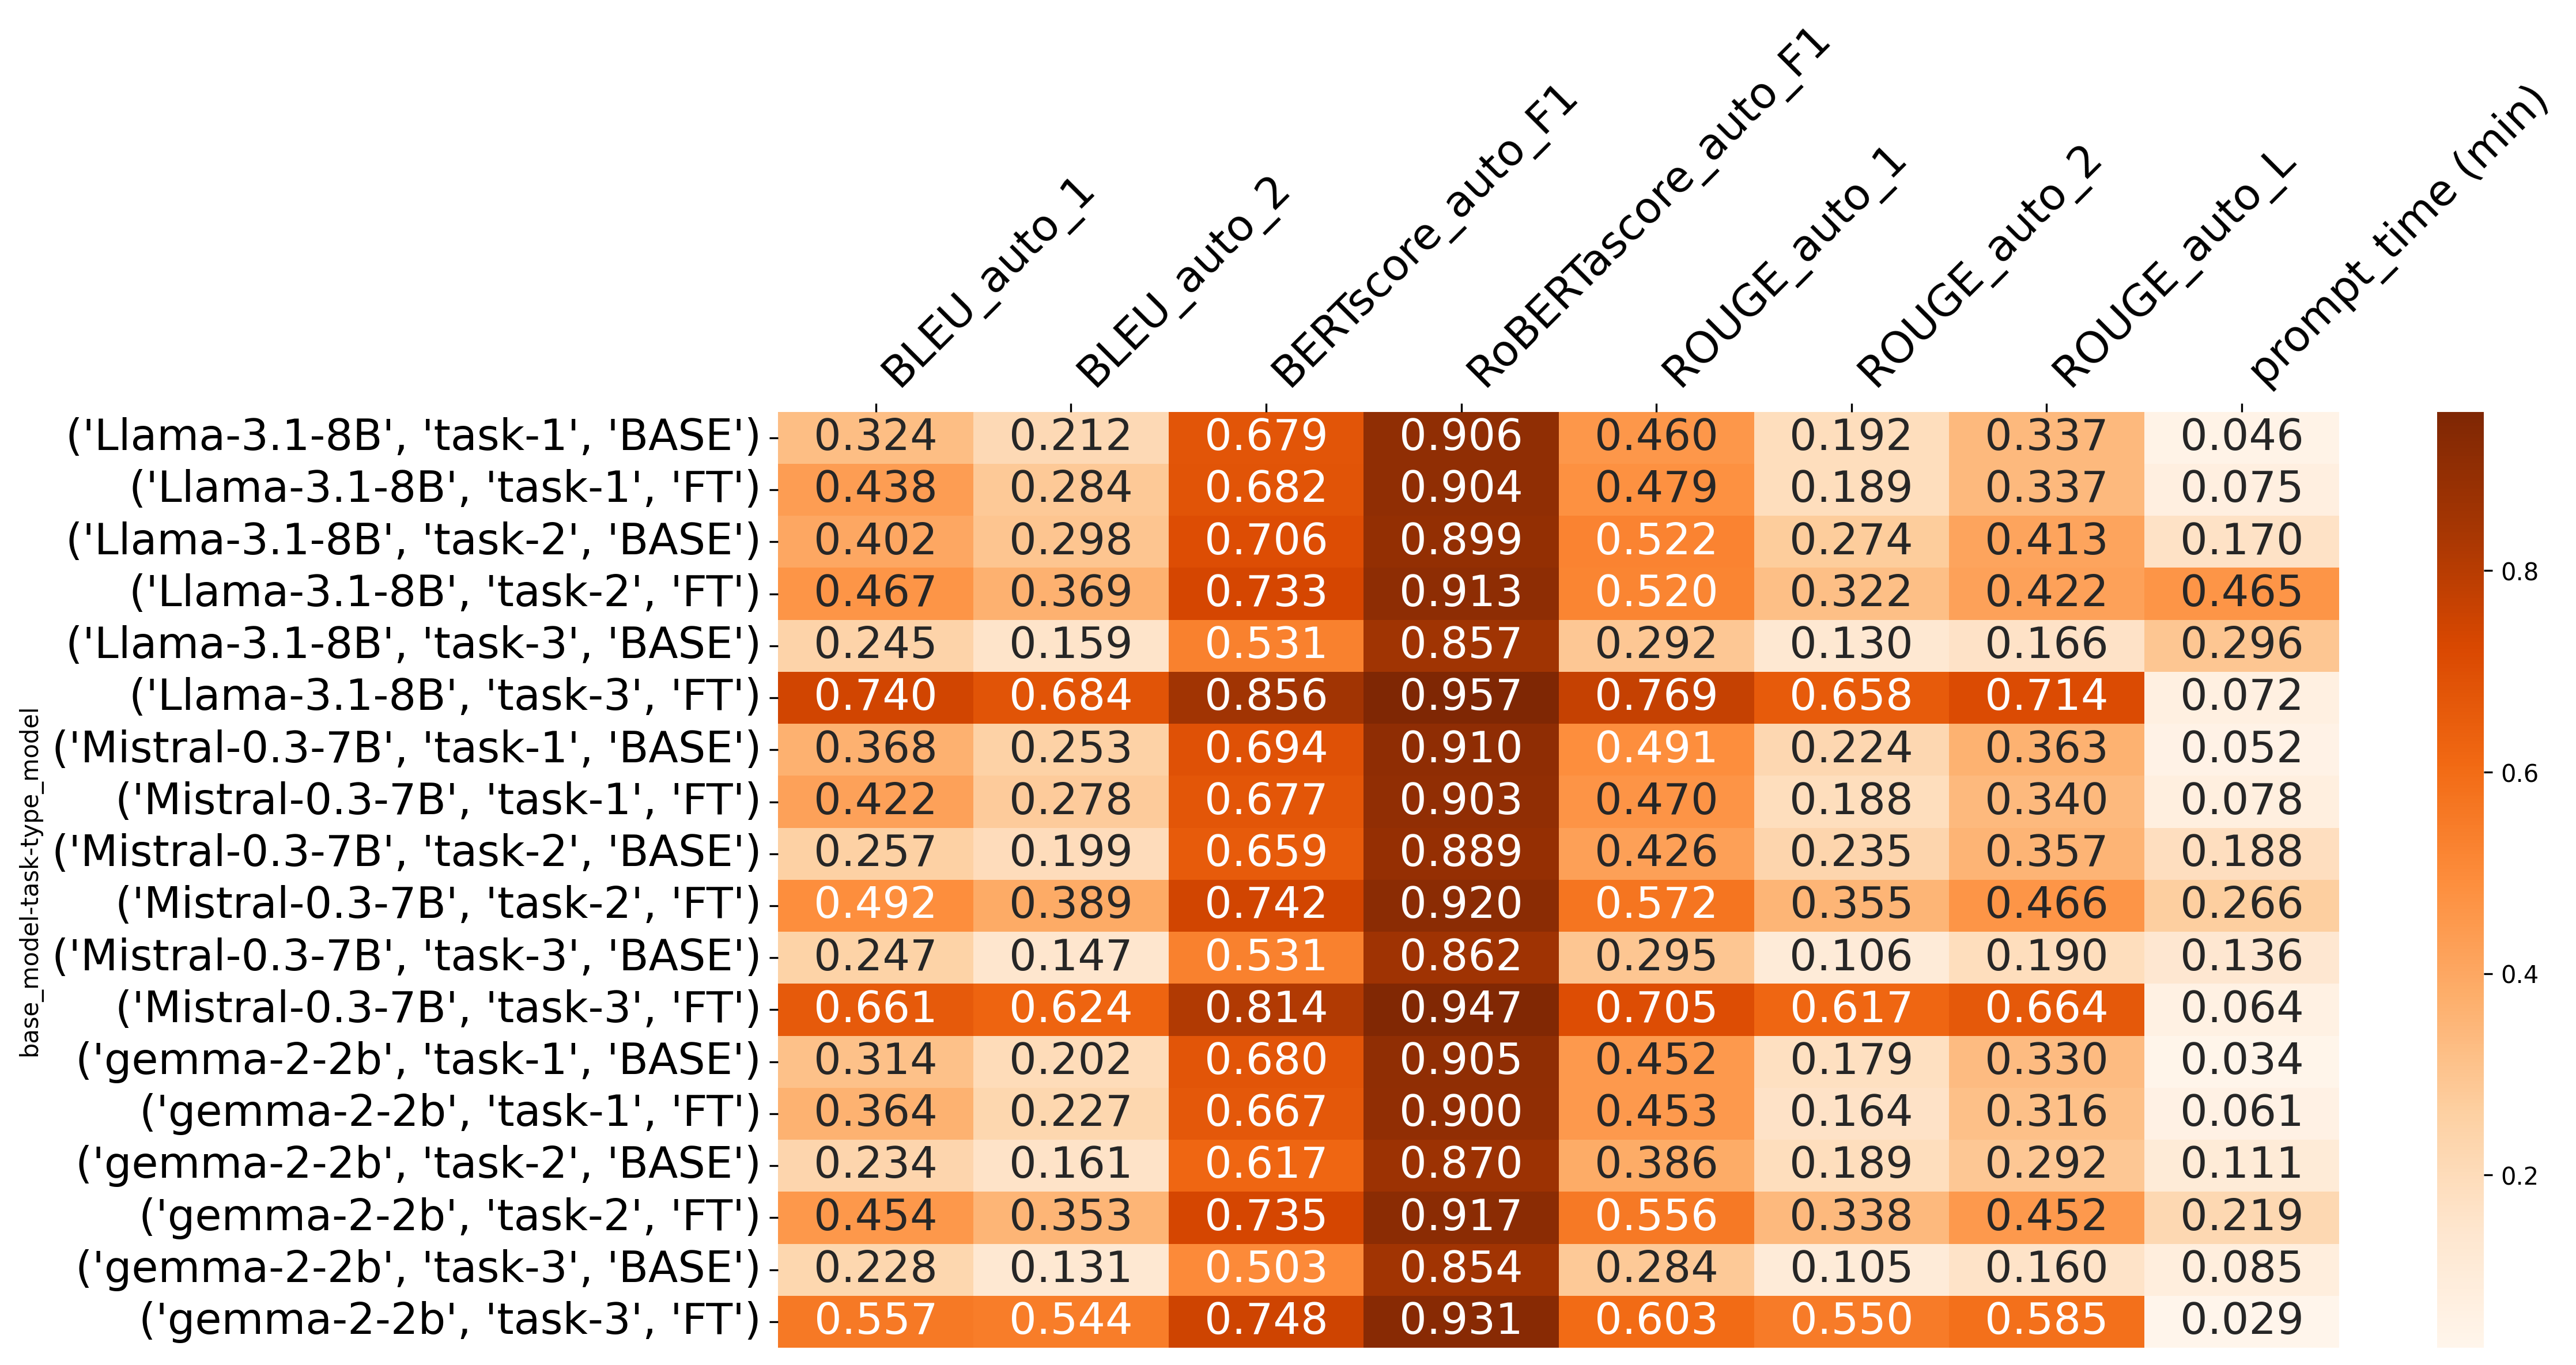 BLEU_auto_1 BLEU_auto_2 BERTscore_auto_F1 RoBERTascore_auto_F1 ROUGE_auto_1 ROUGE_auto_2 ROUGE_auto_L prompt_time (min)
base_model-task-type_model
('Llama-3.1-8B', 'task-1', 'BASE') 0.324 0.212 0.679 0.906 0.460 0.192 0.337 0.046
('Llama-3.1-8B', 'task-1', 'FT') 0.438 0.284 0.682 0.904 0.479 0.189 0.337 0.075
('Llama-3.1-8B', 'task-2', 'BASE') 0.402 0.298 0.706 0.899 0.522 0.274 0.413 0.170
('Llama-3.1-8B', 'task-2', 'FT') 0.467 0.369 0.733 0.913 0.520 0.322 0.422 0.465
('Llama-3.1-8B', 'task-3', 'BASE') 0.245 0.159 0.531 0.857 0.292 0.130 0.166 0.296
('Llama-3.1-8B', 'task-3', 'FT') 0.740 0.684 0.856 0.957 0.769 0.658 0.714 0.072
('Mistral-0.3-7B', 'task-1', 'BASE') 0.368 0.253 0.694 0.910 0.491 0.224 0.363 0.052
('Mistral-0.3-7B', 'task-1', 'FT') 0.422 0.278 0.677 0.903 0.470 0.188 0.340 0.078
('Mistral-0.3-7B', 'task-2', 'BASE') 0.257 0.199 0.659 0.889 0.426 0.235 0.357 0.188
('Mistral-0.3-7B', 'task-2', 'FT') 0.492 0.389 0.742 0.920 0.572 0.355 0.466 0.266
('Mistral-0.3-7B', 'task-3', 'BASE') 0.247 0.147 0.531 0.862 0.295 0.106 0.190 0.136
('Mistral-0.3-7B', 'task-3', 'FT') 0.661 0.624 0.814 0.947 0.705 0.617 0.664 0.064
('gemma-2-2b', 'task-1', 'BASE') 0.314 0.202 0.680 0.905 0.452 0.179 0.330 0.034
('gemma-2-2b', 'task-1', 'FT') 0.364 0.227 0.667 0.900 0.453 0.164 0.316 0.061
('gemma-2-2b', 'task-2', 'BASE') 0.234 0.161 0.617 0.870 0.386 0.189 0.292 0.111
('gemma-2-2b', 'task-2', 'FT') 0.454 0.353 0.735 0.917 0.556 0.338 0.452 0.219
('gemma-2-2b', 'task-3', 'BASE') 0.228 0.131 0.503 0.854 0.284 0.105 0.160 0.085
('gemma-2-2b', 'task-3', 'FT') 0.557 0.544 0.748 0.931 0.603 0.550 0.585 0.029
0.8
0.6
0.4
0.2